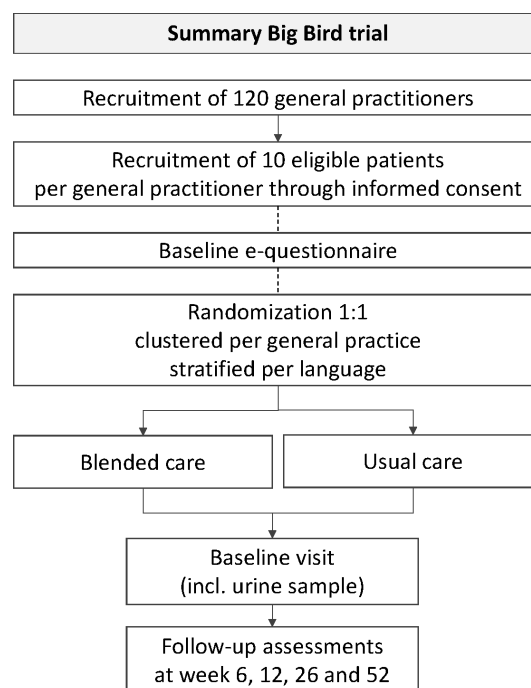 Summary Big Bird trial
Recruitment of 120 general practitioners
Recruitment of 10 eligible patients
per general practitioner through informed consent
Baseline e-questionnaire
Randomization 1:1
clustered per general practice
stratified per language
Blended care
Usual care
Baseline visit
(incl. urine sample)
Follow-up assessments
at week 6, 12, 26 and 52